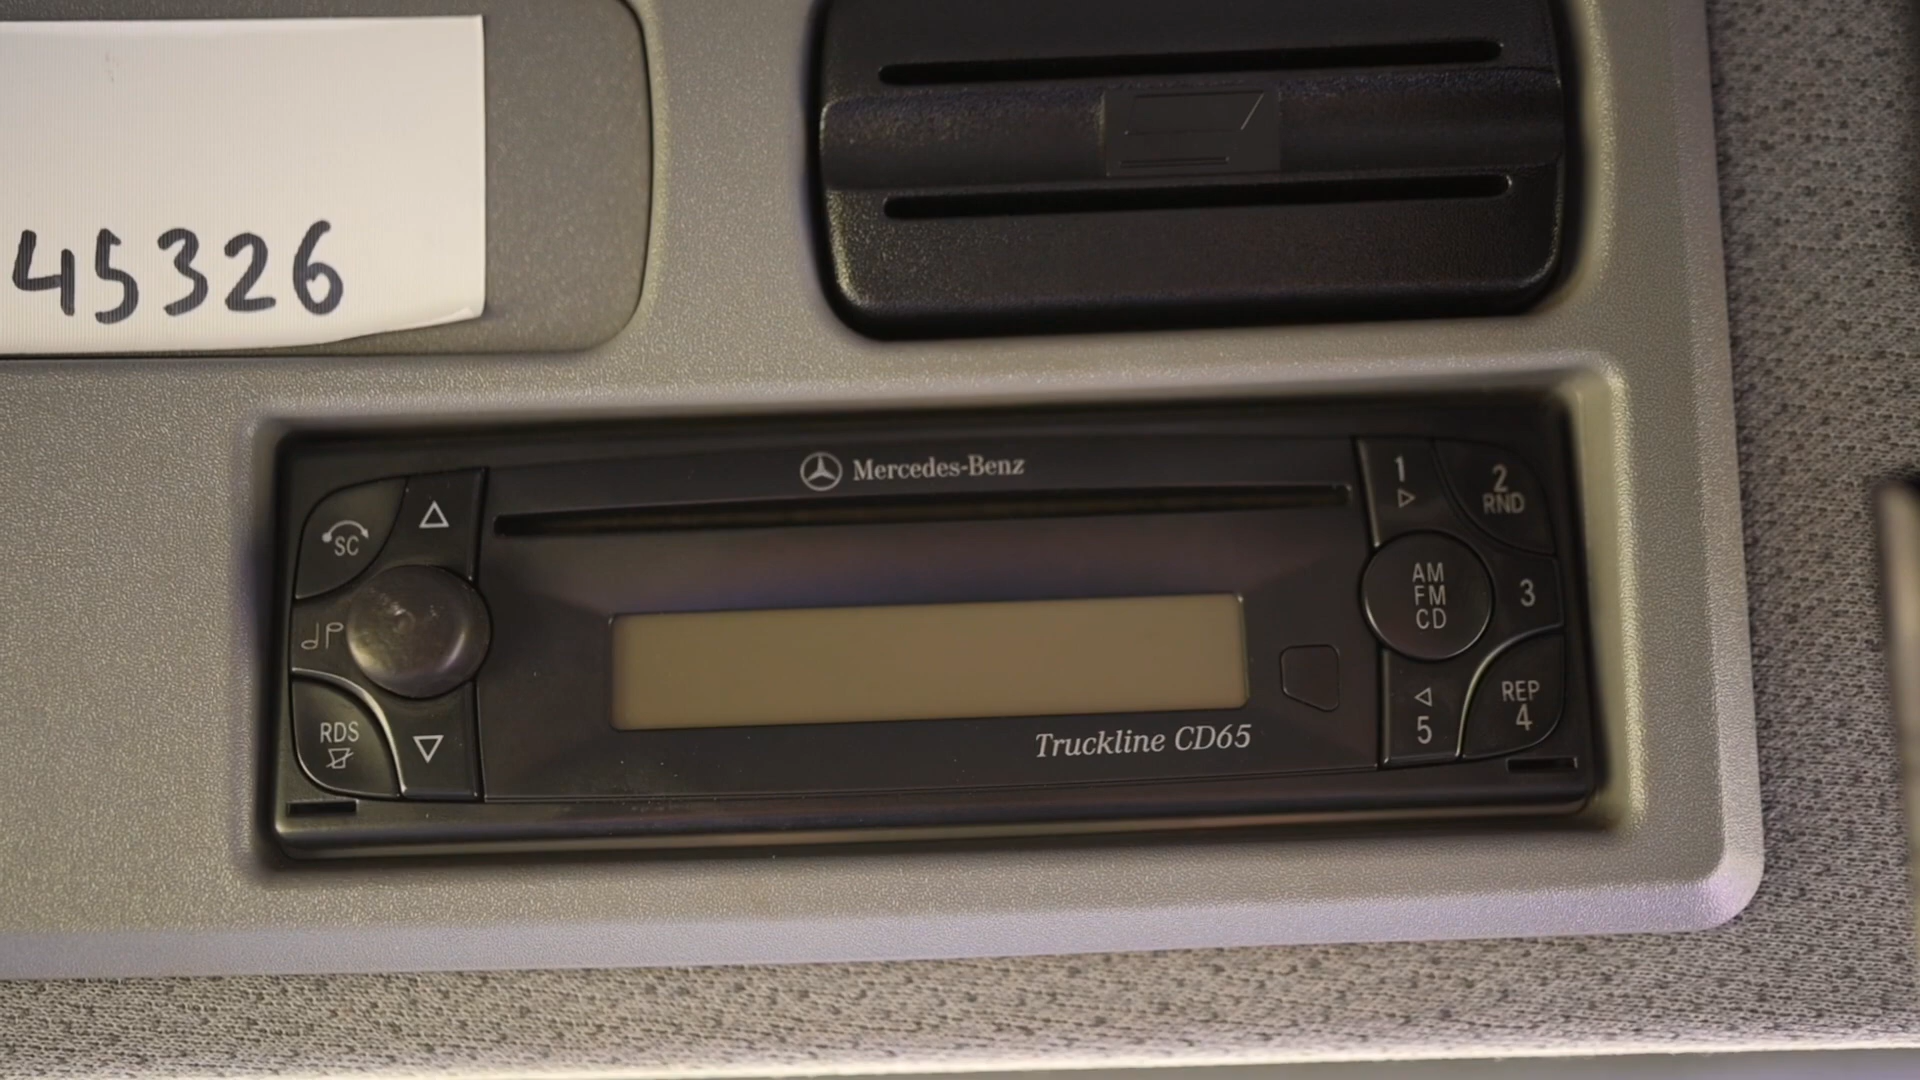 45326
Mercedes-Benz
SC
1
2
RND
AM
FM
CD
3
RDS
Truckline CD65
5
REP
4